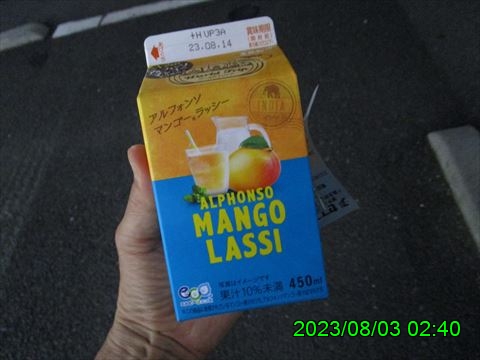 +H UP3A
23.08.14
賞味期限
アルフォンソ
マンゴー&ラッシー
INDIA
ALPHONSO
MANGO
LASSI
eco
写真はイメージです
果汁10%未満 450ml
2023/08/03 02:40